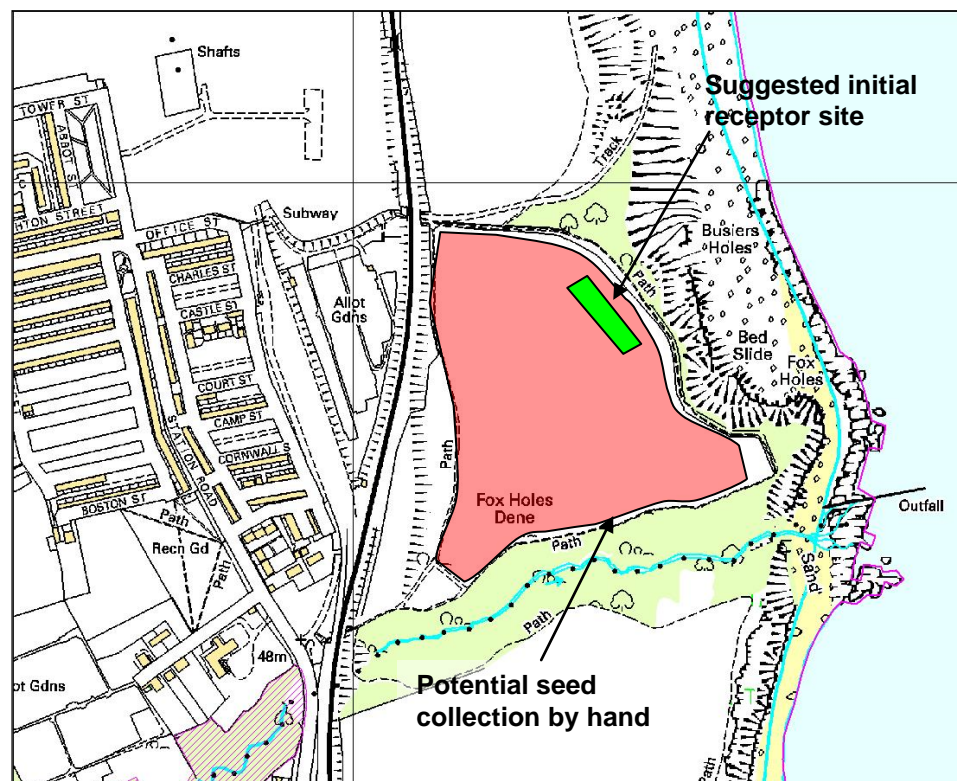 Shafts
TOWER ST
ABBOT S
C
HTON STREET
OFFICE ST
Subway
CHARLES ST
CASTLE ST
Allot
Gdns
COURT ST
CAMP ST
CORNWALL S
STATION ROAD
BOSTON ST
Path
Recn Gd
Path
48m
ot Gdns
Track
Suggested initial
receptor site
Path
Buslers
Holes
Bed
Slide
Fox
Holes
Path
Fox Holes
Dene
Path
Outfall
Sand
Path
Potential seed
collection by hand
T
Path